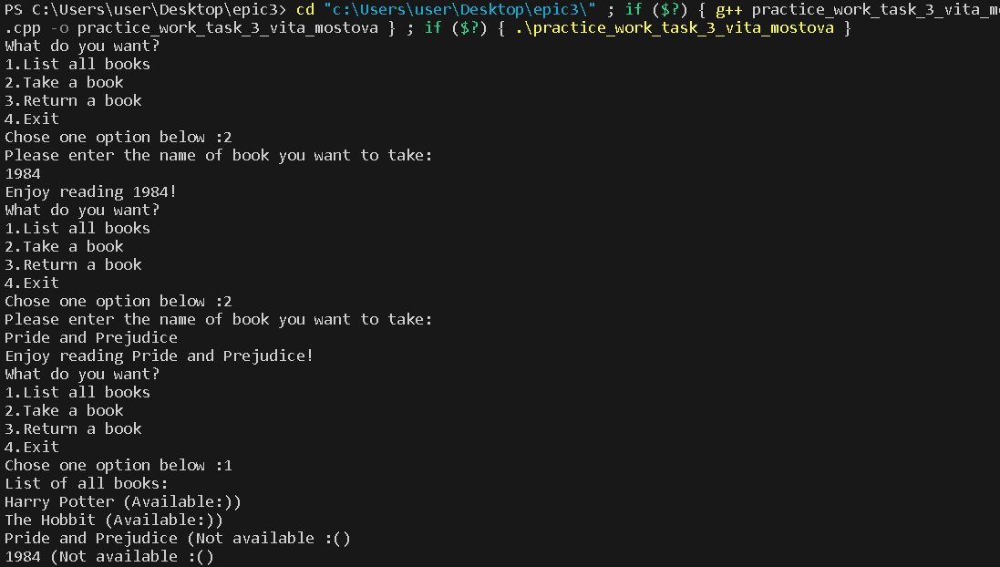 PS C:\Users\user\Desktop\epic3> cd "c:\Users\user\Desktop\epic3\" ; if ($?) { g++ practice_work_task_3_vita_m
.cpp -o practice_work_task_3_vita_mostova } ; if ($?) { .\practice_work_task_3_vita_mostova }
What do you want?
1.List all books
2.Take a book
3.Return a book
4.Exit
Chose one option below :2
Please enter the name of book you want to take:
1984
Enjoy reading 1984!
What do you want?
1.List all books
2.Take a book
3.Return a book
4.Exit
Chose one option below :2
Please enter the name of book you want to take:
Pride and Prejudice
Enjoy reading Pride and Prejudice!
What do you want?
1.List all books
2.Take a book
3.Return a book
4.Exit
Chose one option below :1
List of all books:
Harry Potter (Available:))
The Hobbit (Available:))
Pride and Prejudice (Not available :()
1984 (Not available :()